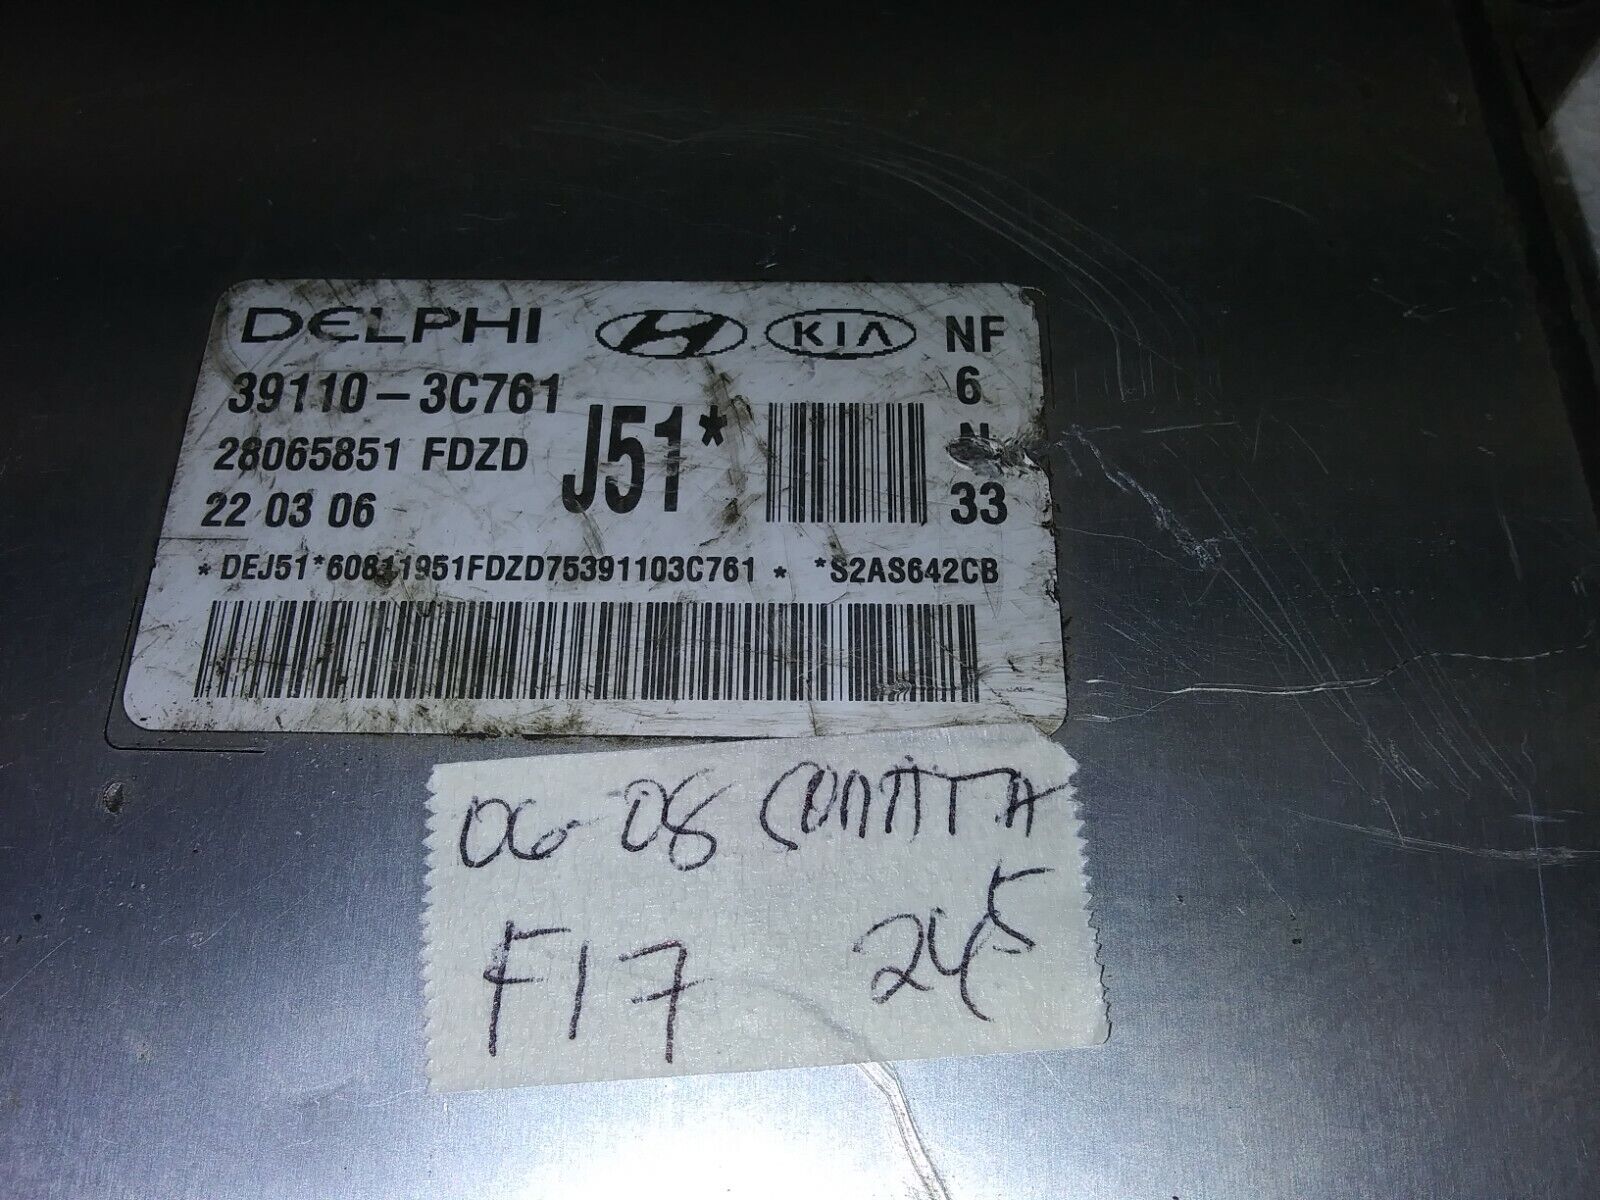 DELPHI KIA NF
39110-3C761 6
J51* N
28065851 FDZD
22 03 06 33
*DEJ51*60811951FDZD75391103C761* *S2AS642CB
06-08 SONATA
F17 245